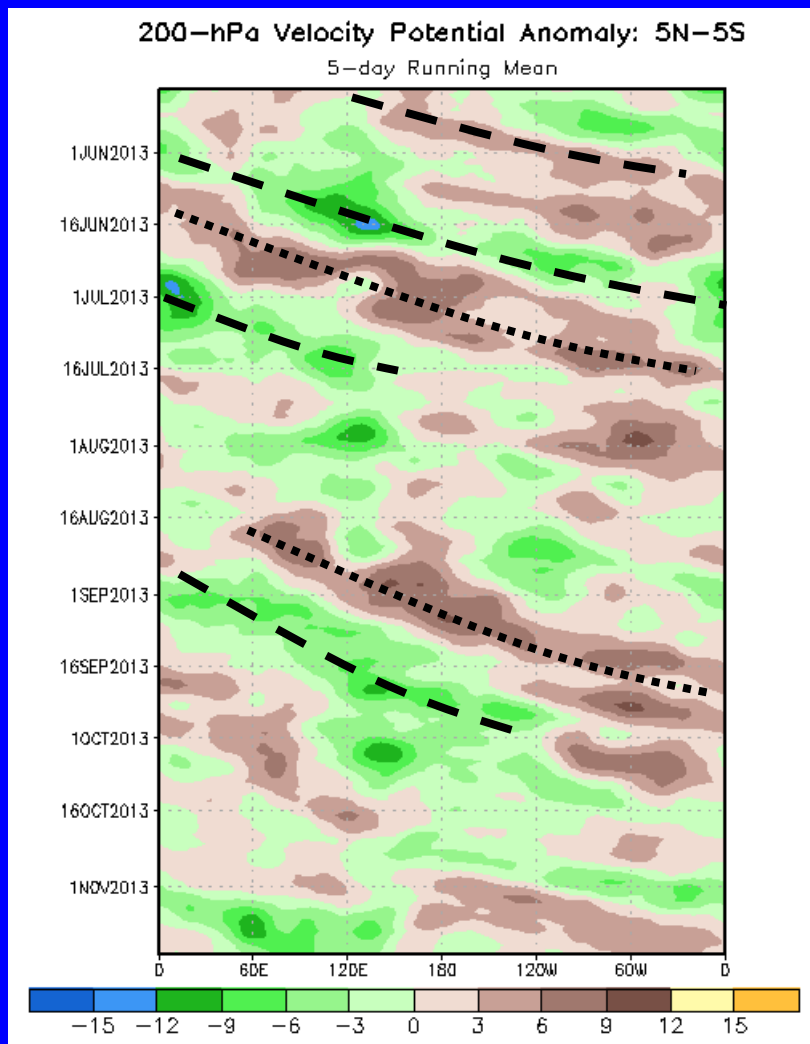 200-hPa Velocity Potential Anomaly: 5N-5S
5-day Running Mean
1JUN2013
16JUN2013
1JUL2013
16JUL2013
1AUG2013
16AUG2013
1SEP2013
16SEP2013
1OCT2013
16OCT2013
1NOV2013
0 60E 120E 180 120W 60W 0
-15 -12 -9 -6 -3 0 3 6 9 12 15